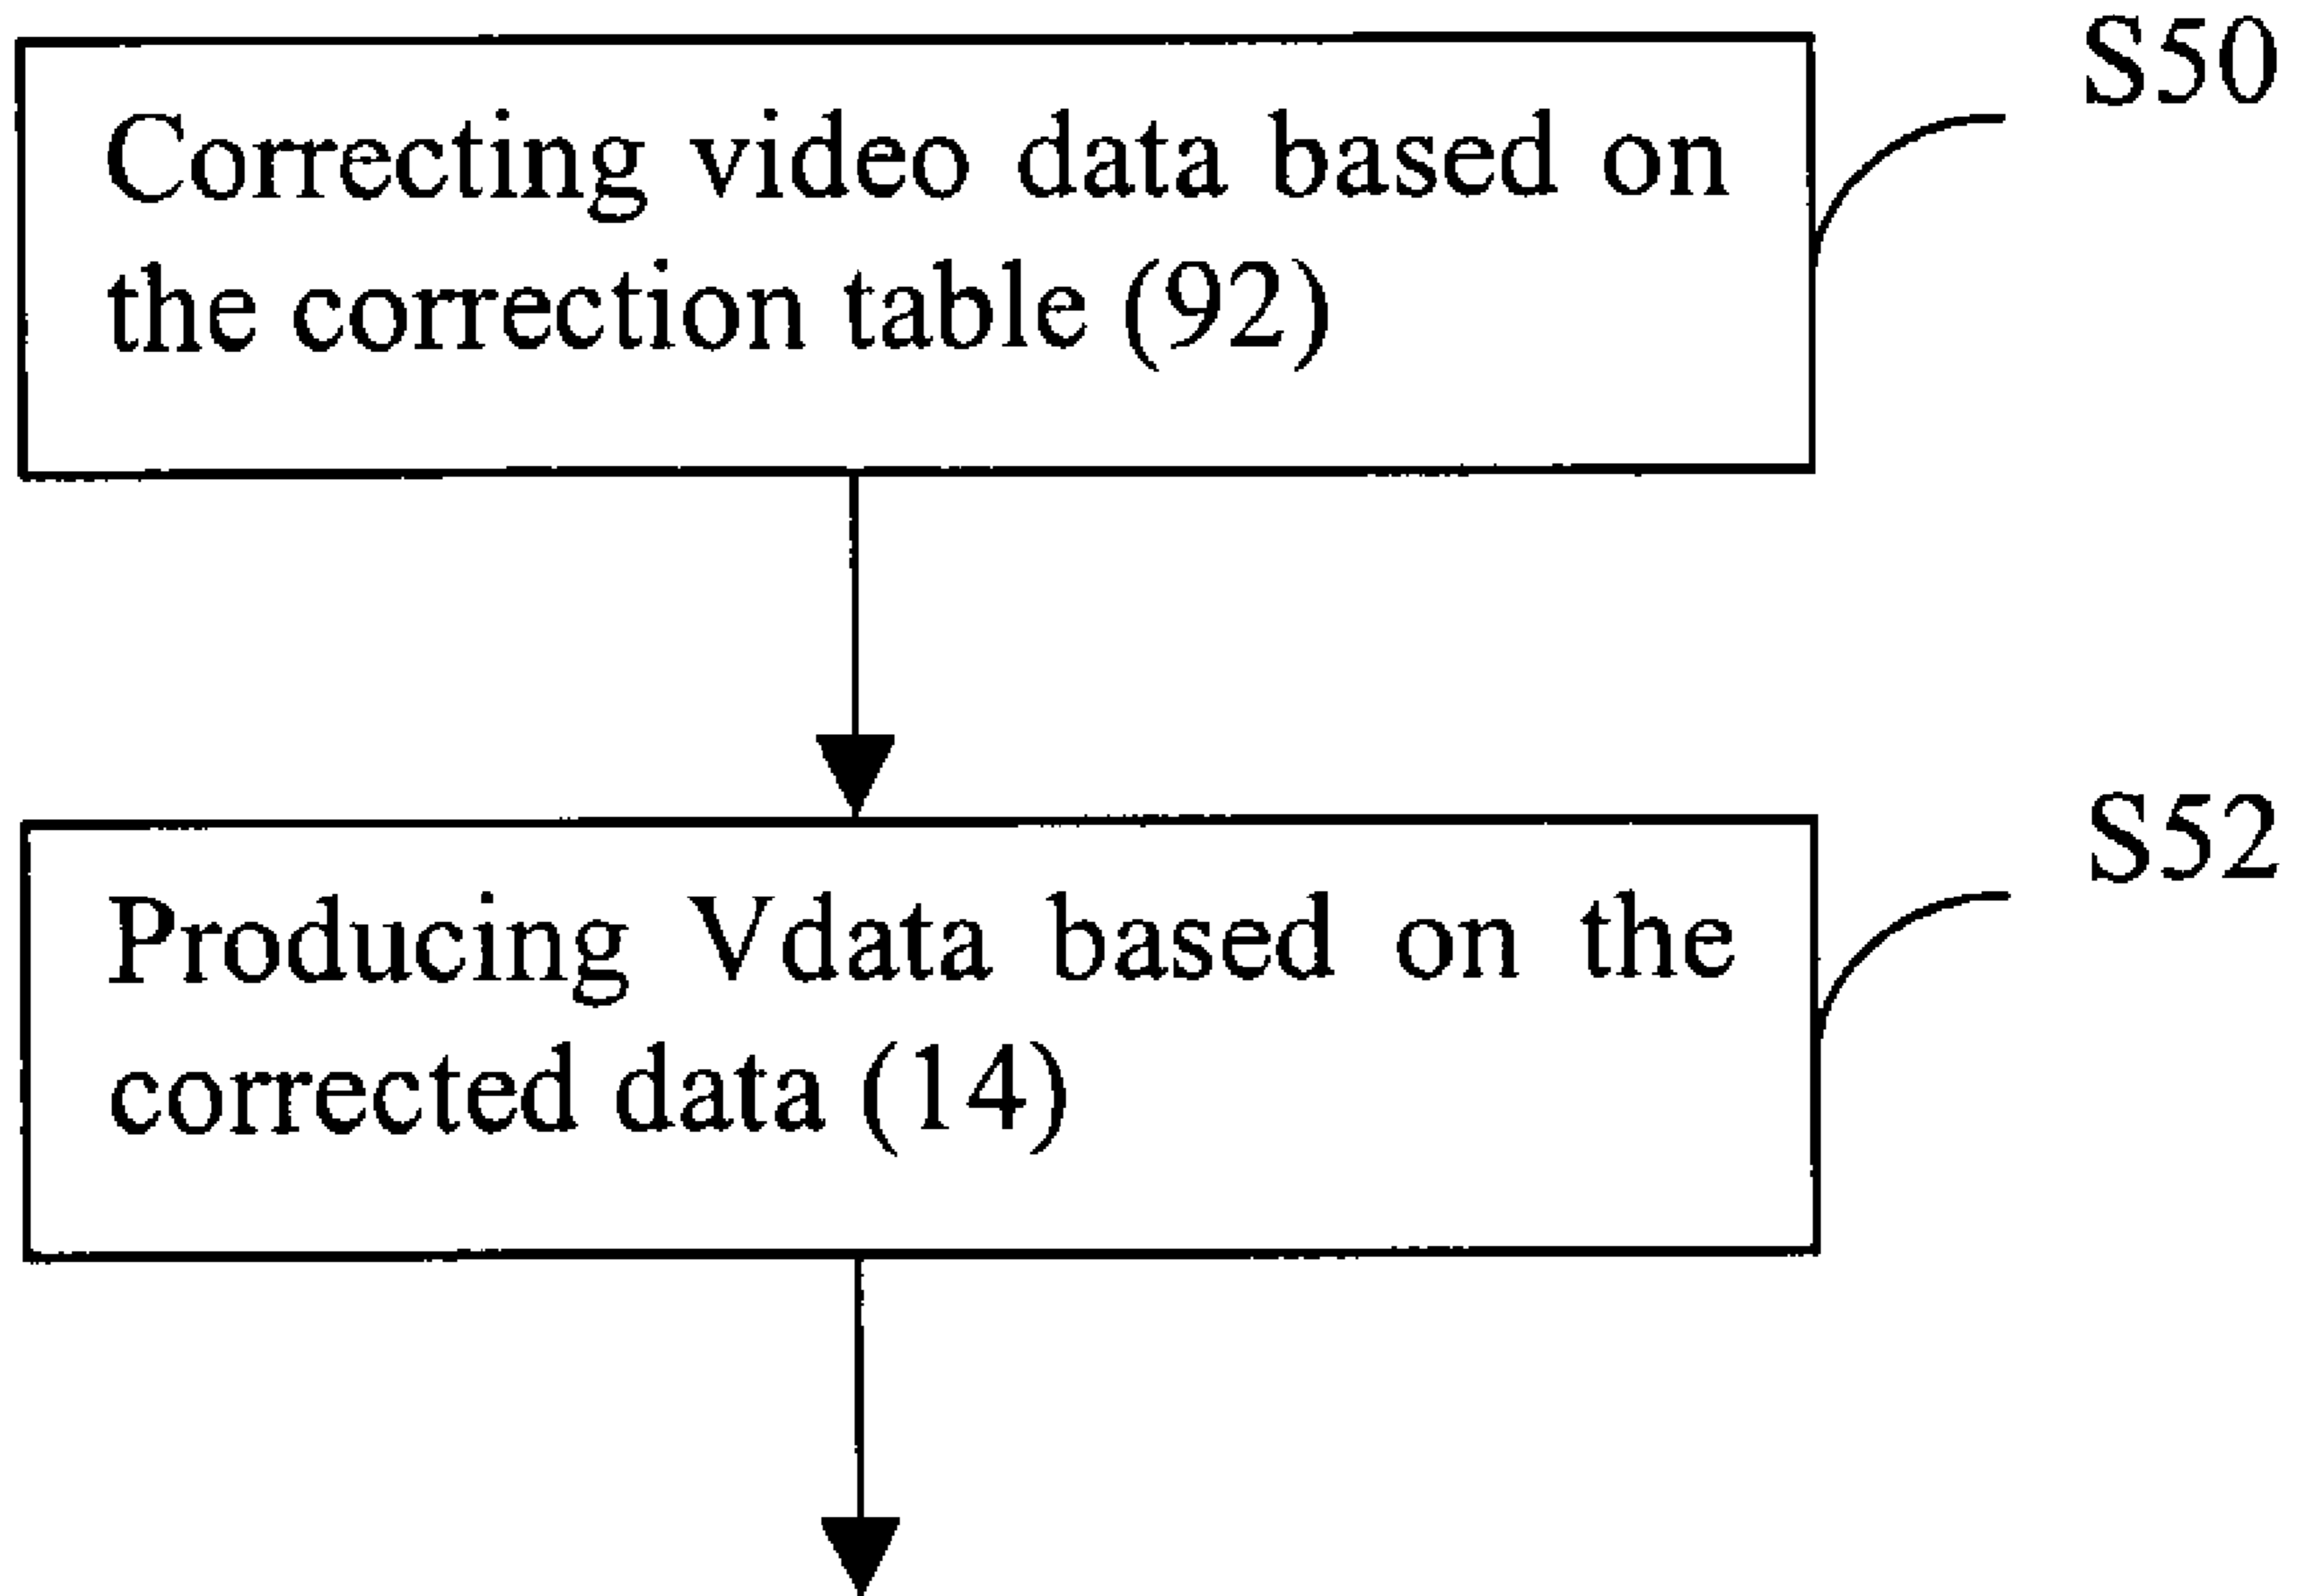 S50
Correcting video data based on
the correction table (92)
S52
Producing Vdata based on the
corrected data (14)